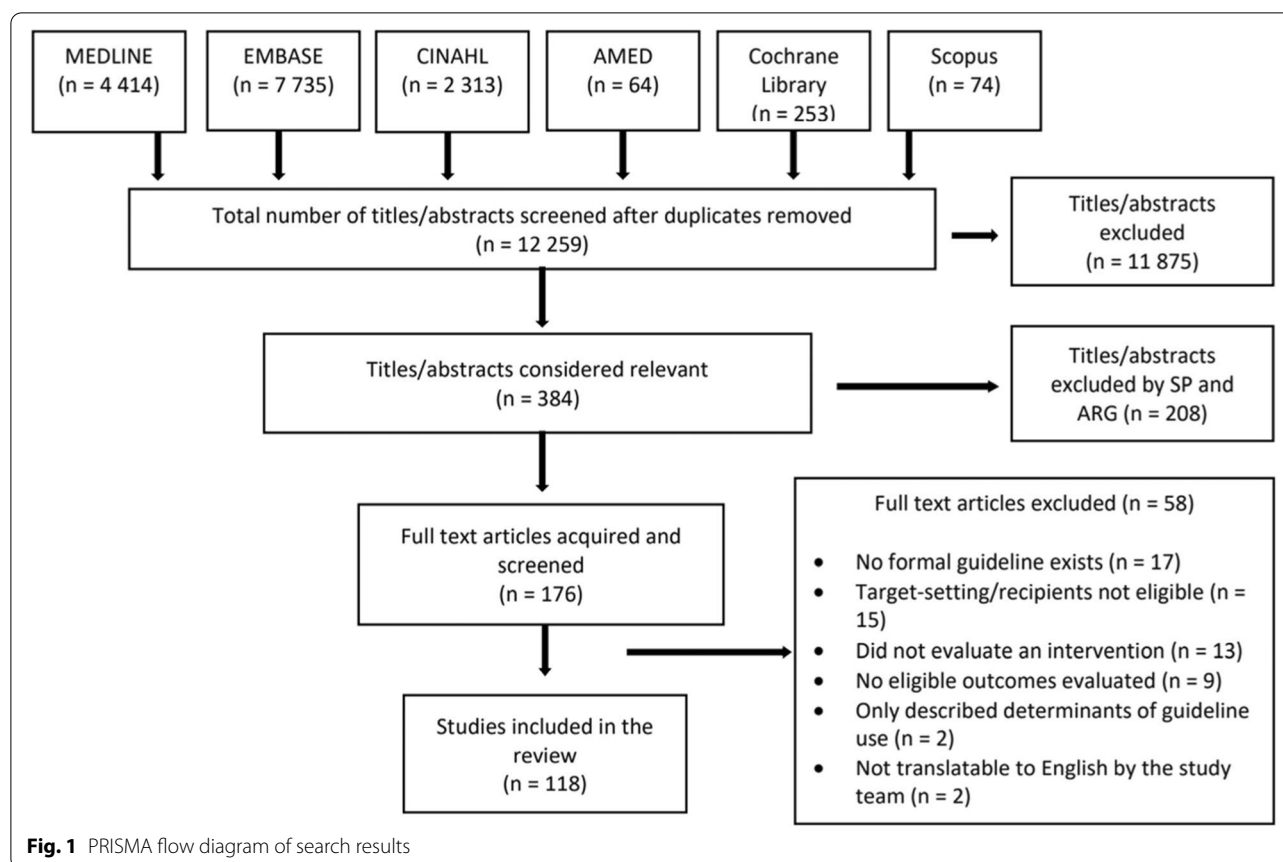 MEDLINE
(n = 4 414)
EMBASE
(n = 7 735)
CINAHL
(n = 2 313)
AMED
(n = 64)
Cochrane
Library
(n = 253)
Scopus
(n = 74)
Total number of titles/abstracts screened after duplicates removed
(n = 12 259)
Titles/abstracts
excluded
(n = 11 875)
Titles/abstracts considered relevant
(n = 384)
Titles/abstracts
excluded by SP and
ARG (n = 208)
Full text articles acquired and
screened
(n = 176)
Full text articles excluded (n = 58)
• No formal guideline exists (n = 17)
• Target-setting/recipients not eligible (n =
15)
• Did not evaluate an intervention (n = 13)
• No eligible outcomes evaluated (n = 9)
• Only described determinants of guideline
use (n = 2)
• Not translatable to English by the study
team (n = 2)
Studies included in the
review
(n = 118)
Fig. 1 PRISMA flow diagram of search results